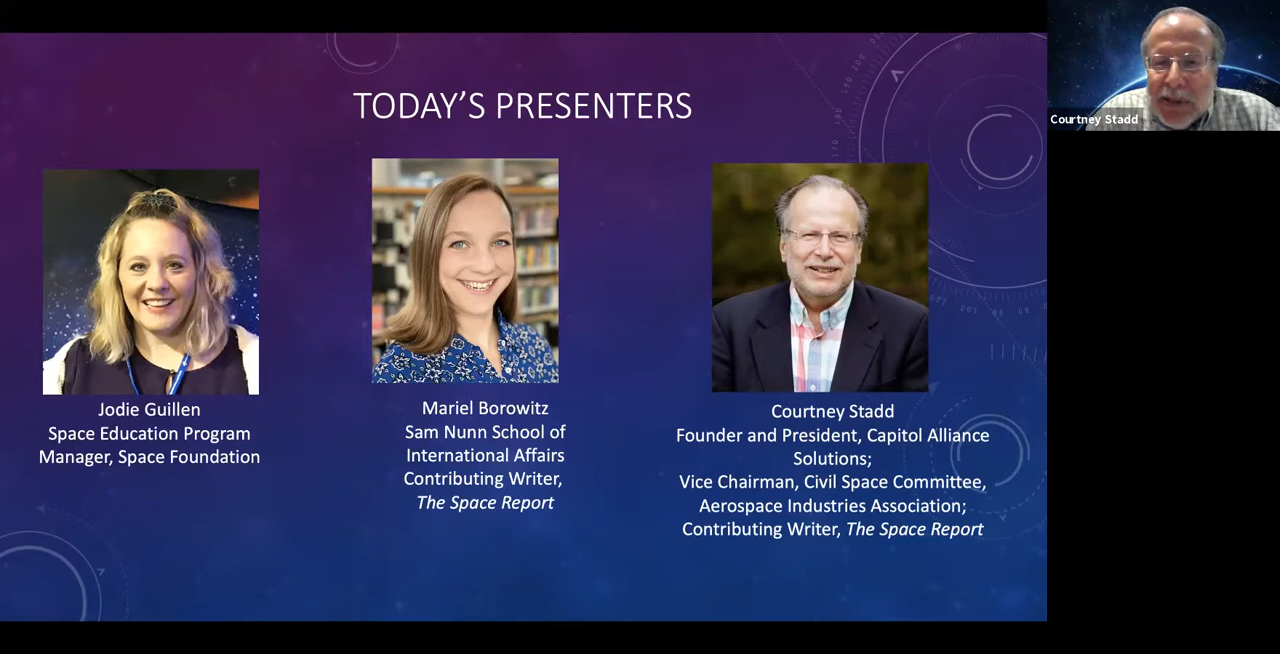 TODAY’S PRESENTERS
Courtney Stadd
Jodie Guillen
Space Education Program
Manager, Space Foundation
Mariel Borowitz
Sam Nunn School of
International Affairs
Contributing Writer,
The Space Report
Courtney Stadd
Founder and President, Capitol Alliance
Solutions;
Vice Chairman, Civil Space Committee,
Aerospace Industries Association;
Contributing Writer, The Space Report